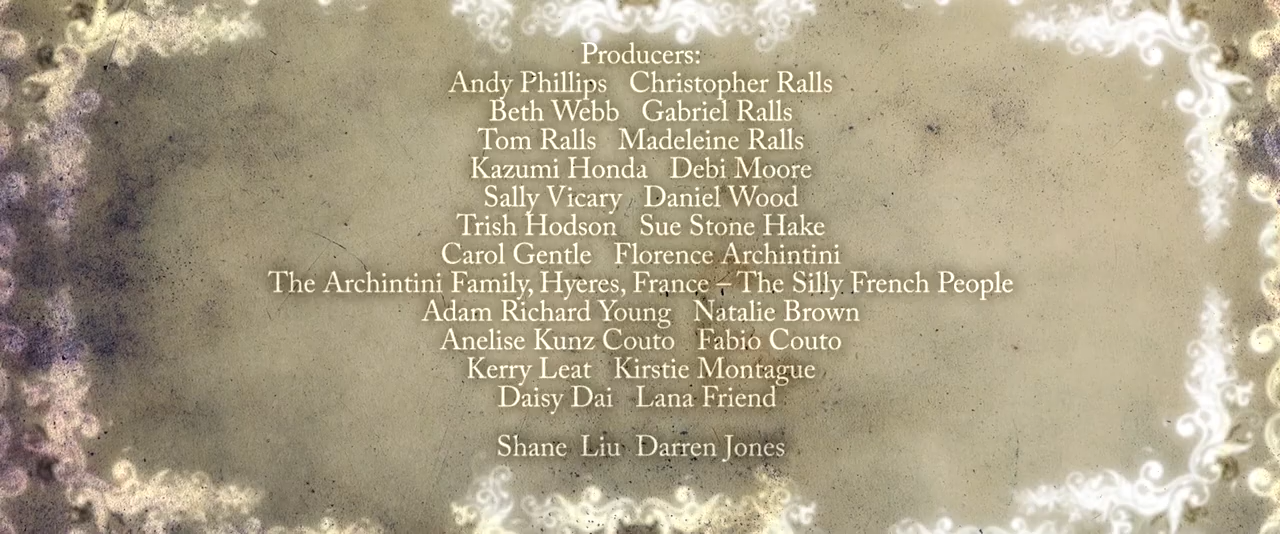 Producers:
Andy Phillips Christopher Ralls
Beth Webb Gabriel Ralls
Tom Ralls Madeleine Ralls
Kazumi Honda Debi Moore
Sally Vicary Daniel Wood
Trish Hodson Sue Stone Hake
Carol Gentle Florence Archintini
The Archintini Family, Hyeres, France – The Silly French People
Adam Richard Young Natalie Brown
Anelise Kunz Couto Fabio Couto
Kerry Leat Kirstie Montague
Daisy Dai Lana Friend
Shane Liu Darren Jones